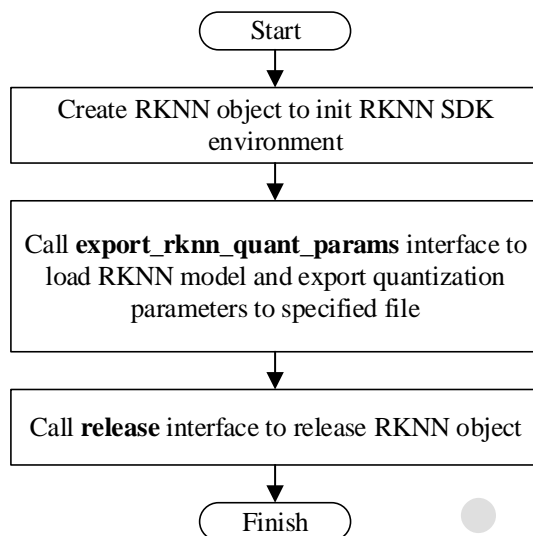 Start
Create RKNN object to init RKNN SDK
environment
Call export_rknn_quant_params interface to
load RKNN model and export quantization
parameters to specified file
Call release interface to release RKNN object
Finish